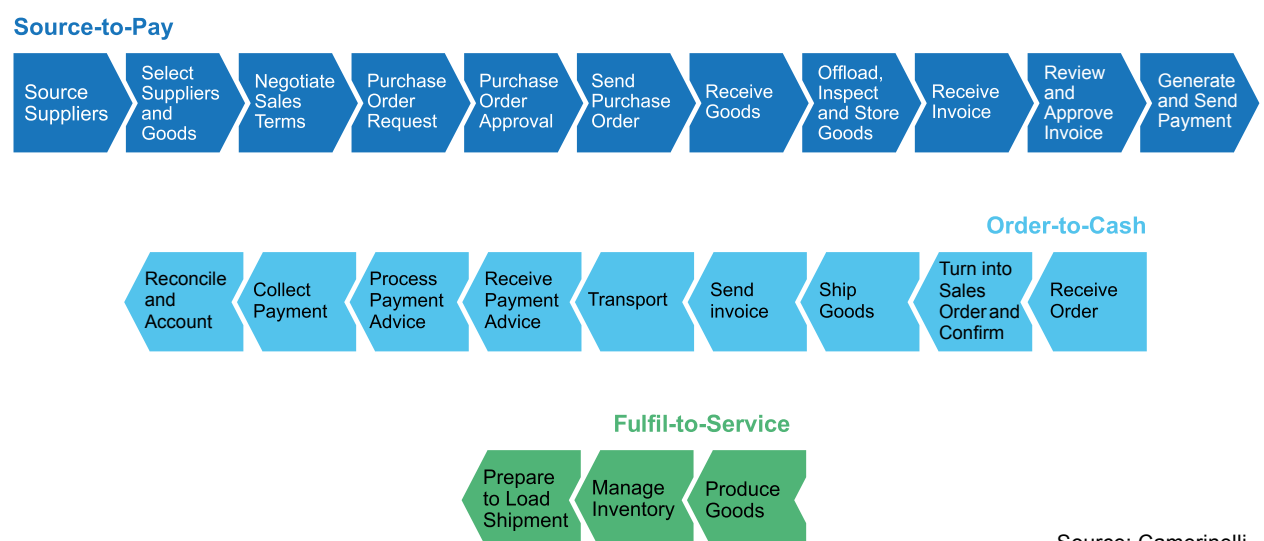 Source-to-Pay
Source
Suppliers
Select
Suppliers
and
Goods
Negotiate
Sales
Terms
Purchase
Order
Request
Purchase
Order
Approval
Send
Purchase
Order
Receive
Goods
Offload,
Inspect
and Store
Goods
Receive
Invoice
Review
and
Approve
Invoice
Generate
and Send
Payment
Order-to-Cash
Reconcile
and
Account
Collect
Payment
Process
Payment
Advice
Receive
Payment
Advice
Transport
Send
invoice
Ship
Goods
Turn into
Sales
Order and
Confirm
Receive
Order
Fulfil-to-Service
Prepare
to Load
Shipment
Manage
Inventory
Produce
Goods
Source: Camerinelli